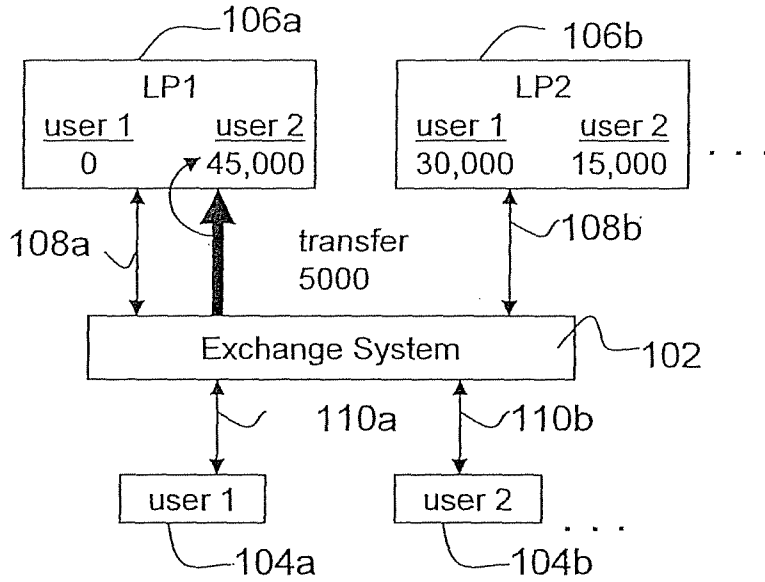 106a
106b
LP1
user 1 user 2
0 45,000
LP2
user 1 user 2
30,000 15,000
. . .
108a
transfer
5000
108b
Exchange System
102
110a
110b
user 1
user 2
. . .
104a
104b